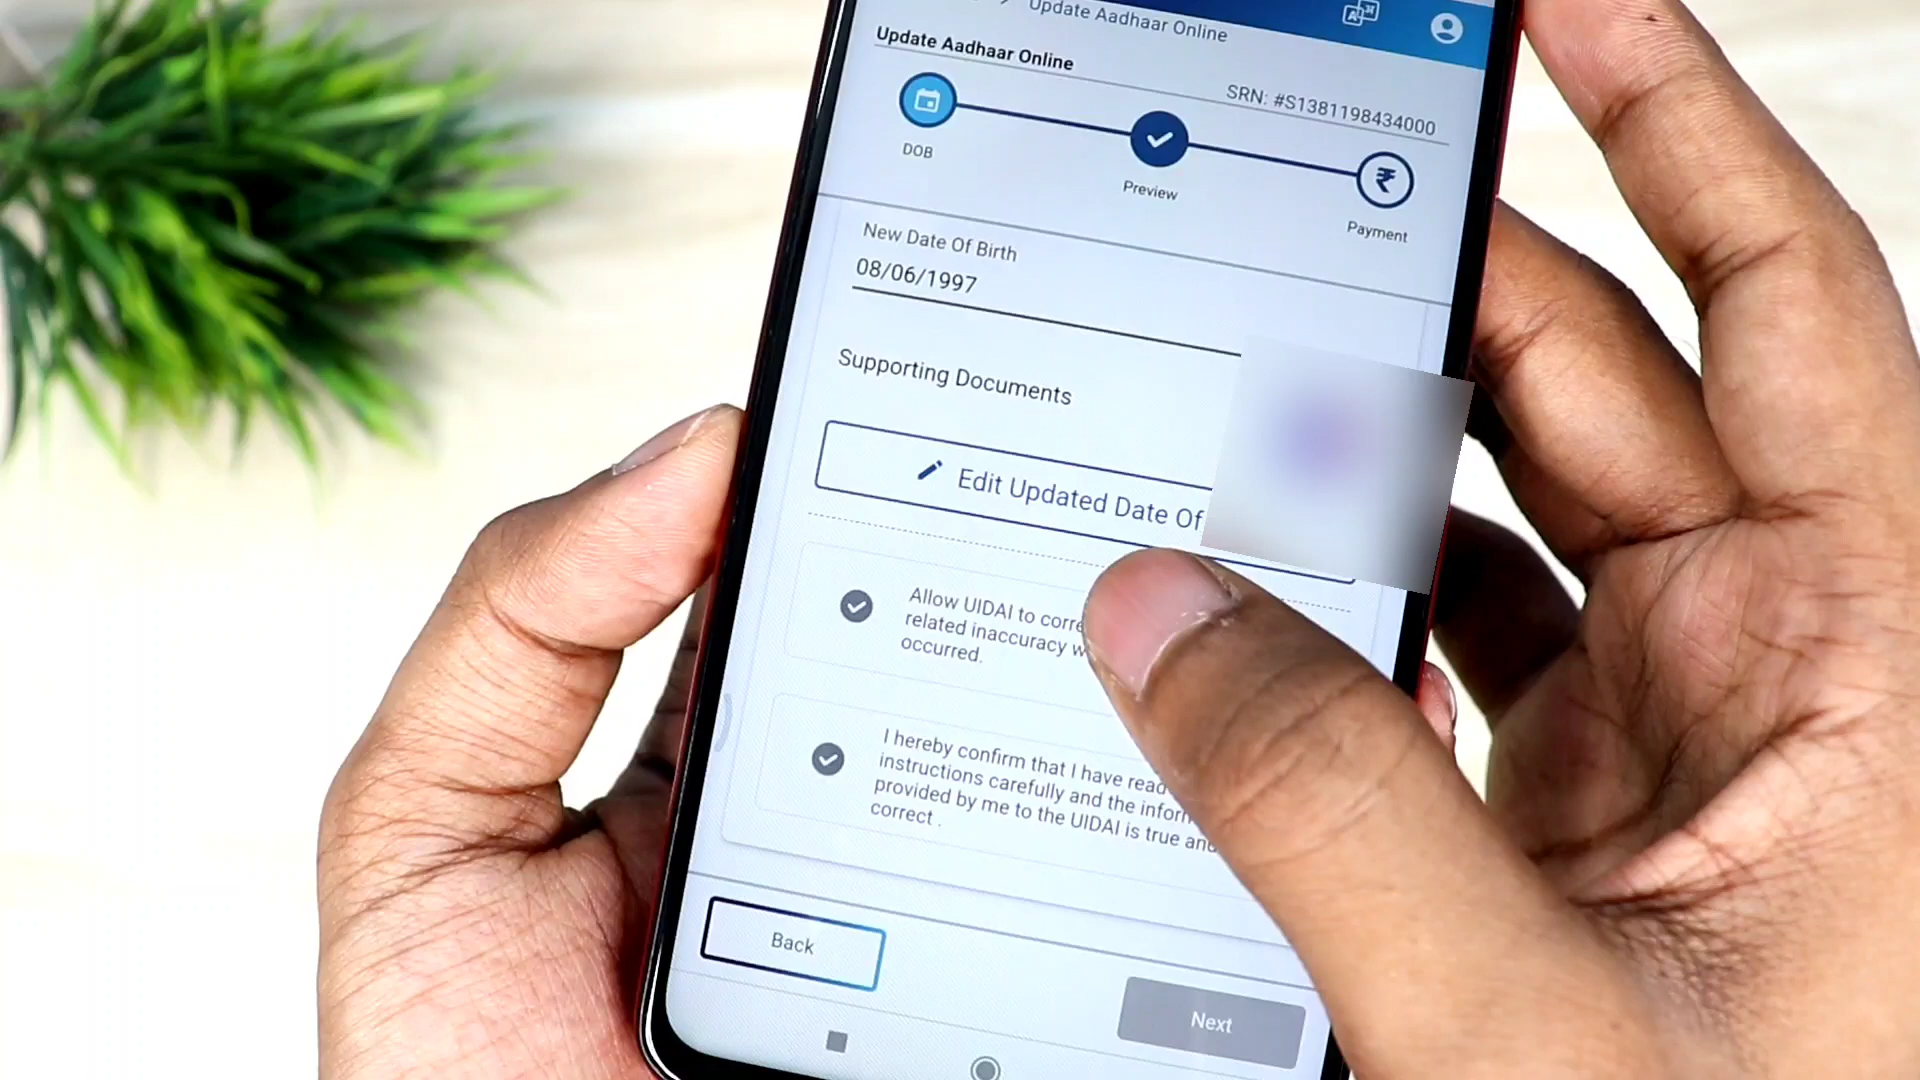 Update Aadhaar Online
Update Aadhaar Online
SRN: #S1381198434000
DOB
Preview
Payment
New Date Of Birth
08/06/1997
Supporting Documents
Edit Updated Date Of
Allow UIDAI to corre
related inaccuracy w
occurred.
I hereby confirm that I have read
instructions carefully and the inform
provided by me to the UIDAI is true and
correct .
Back
Next